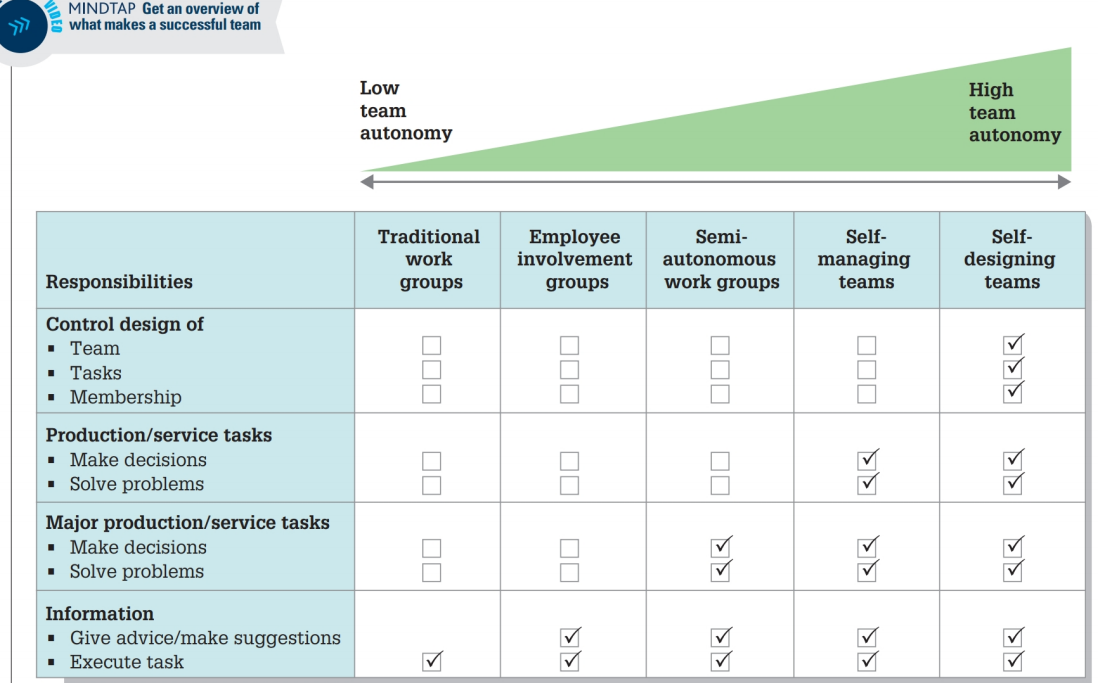 VIDEO
MINDTAP Get an overview of
what makes a successful team
Low
team
autonomy
High
team
autonomy
Responsibilities
Traditional
work
groups
Employee
involvement
groups
Semi-
autonomous
work groups
Self-
managing
teams
Self-
designing
teams
Control design of
▪ Team
▪ Tasks
▪ Membership
Production/service tasks
▪ Make decisions
▪ Solve problems
Major production/service tasks
▪ Make decisions
▪ Solve problems
Information
▪ Give advice/make suggestions
▪ Execute task